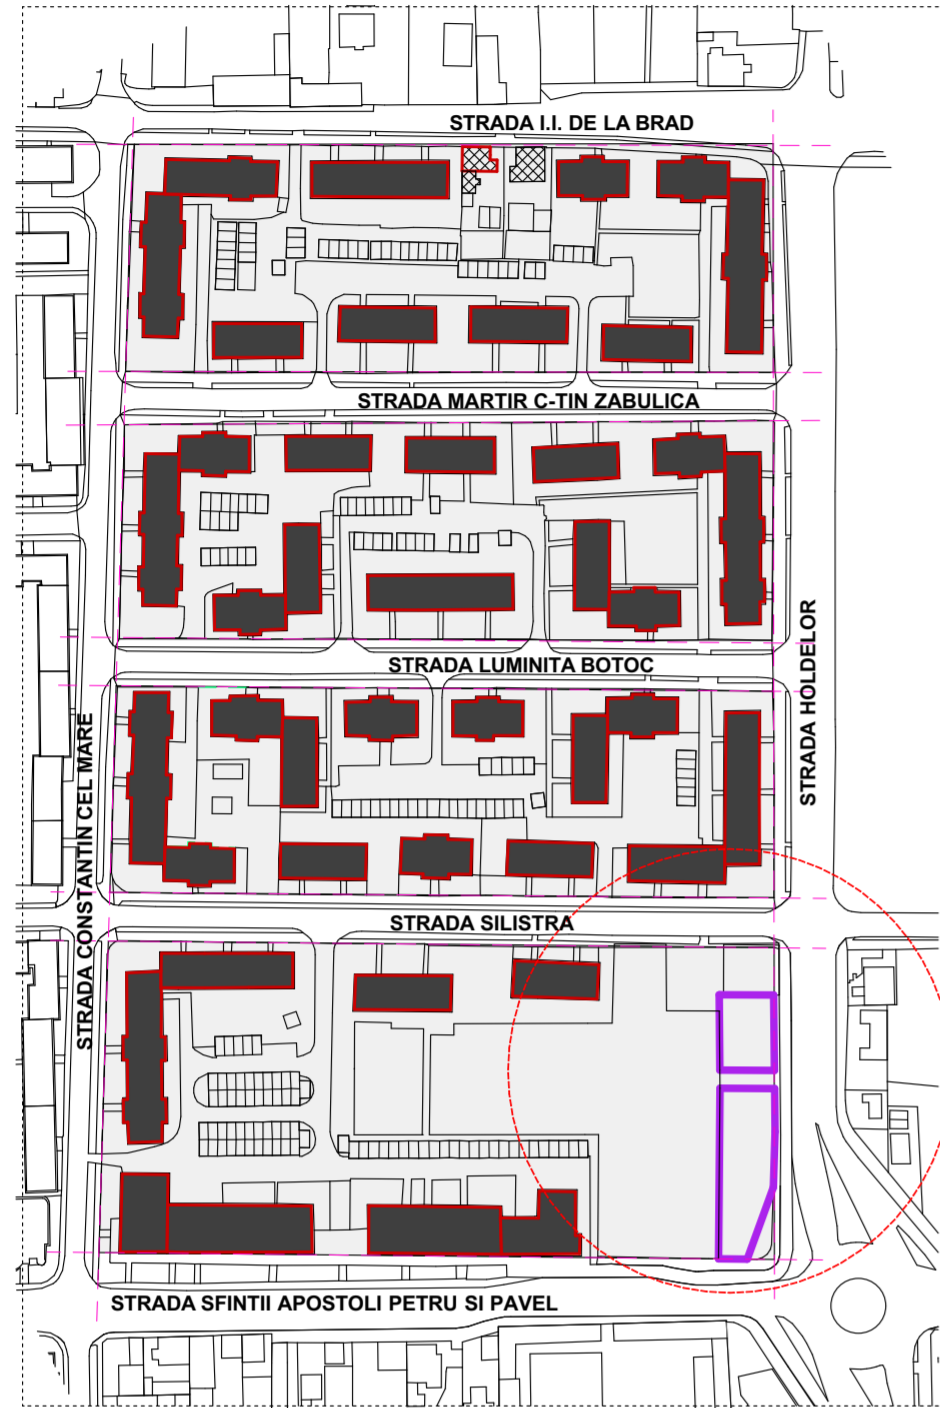 STRADA I.I. DE LA BRAD
STRADA MARTIR C-TIN ZABULICA
STRADA LUMINITA BOTOC
STRADA HOLDELOR
STRADA CONSTANTIN CEL MARE
STRADA SILISTRA
STRADA SFINTII APOSTOLI PETRU SI PAVEL